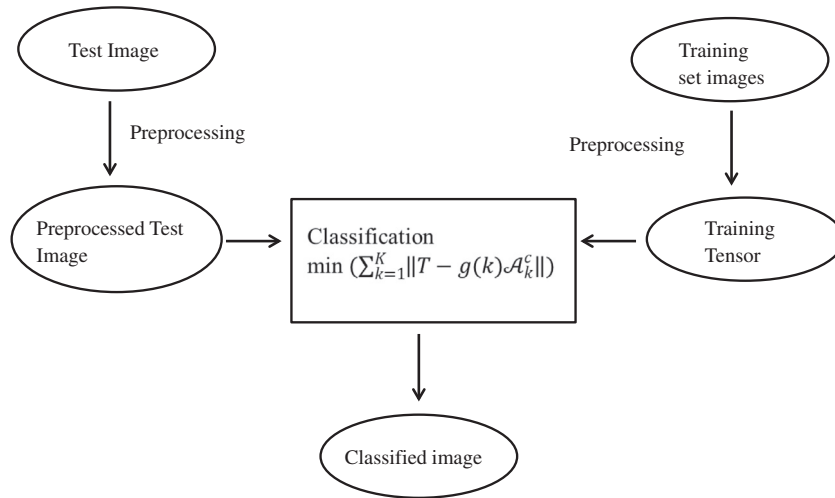 Test Image
Training
set images
Preprocessing
Preprocessing
Preprocessed Test
Image
Classification
min (∑_{k=1}^{K}‖T − g(k)𝒜_k^c‖)
Training
Tensor
Classified image